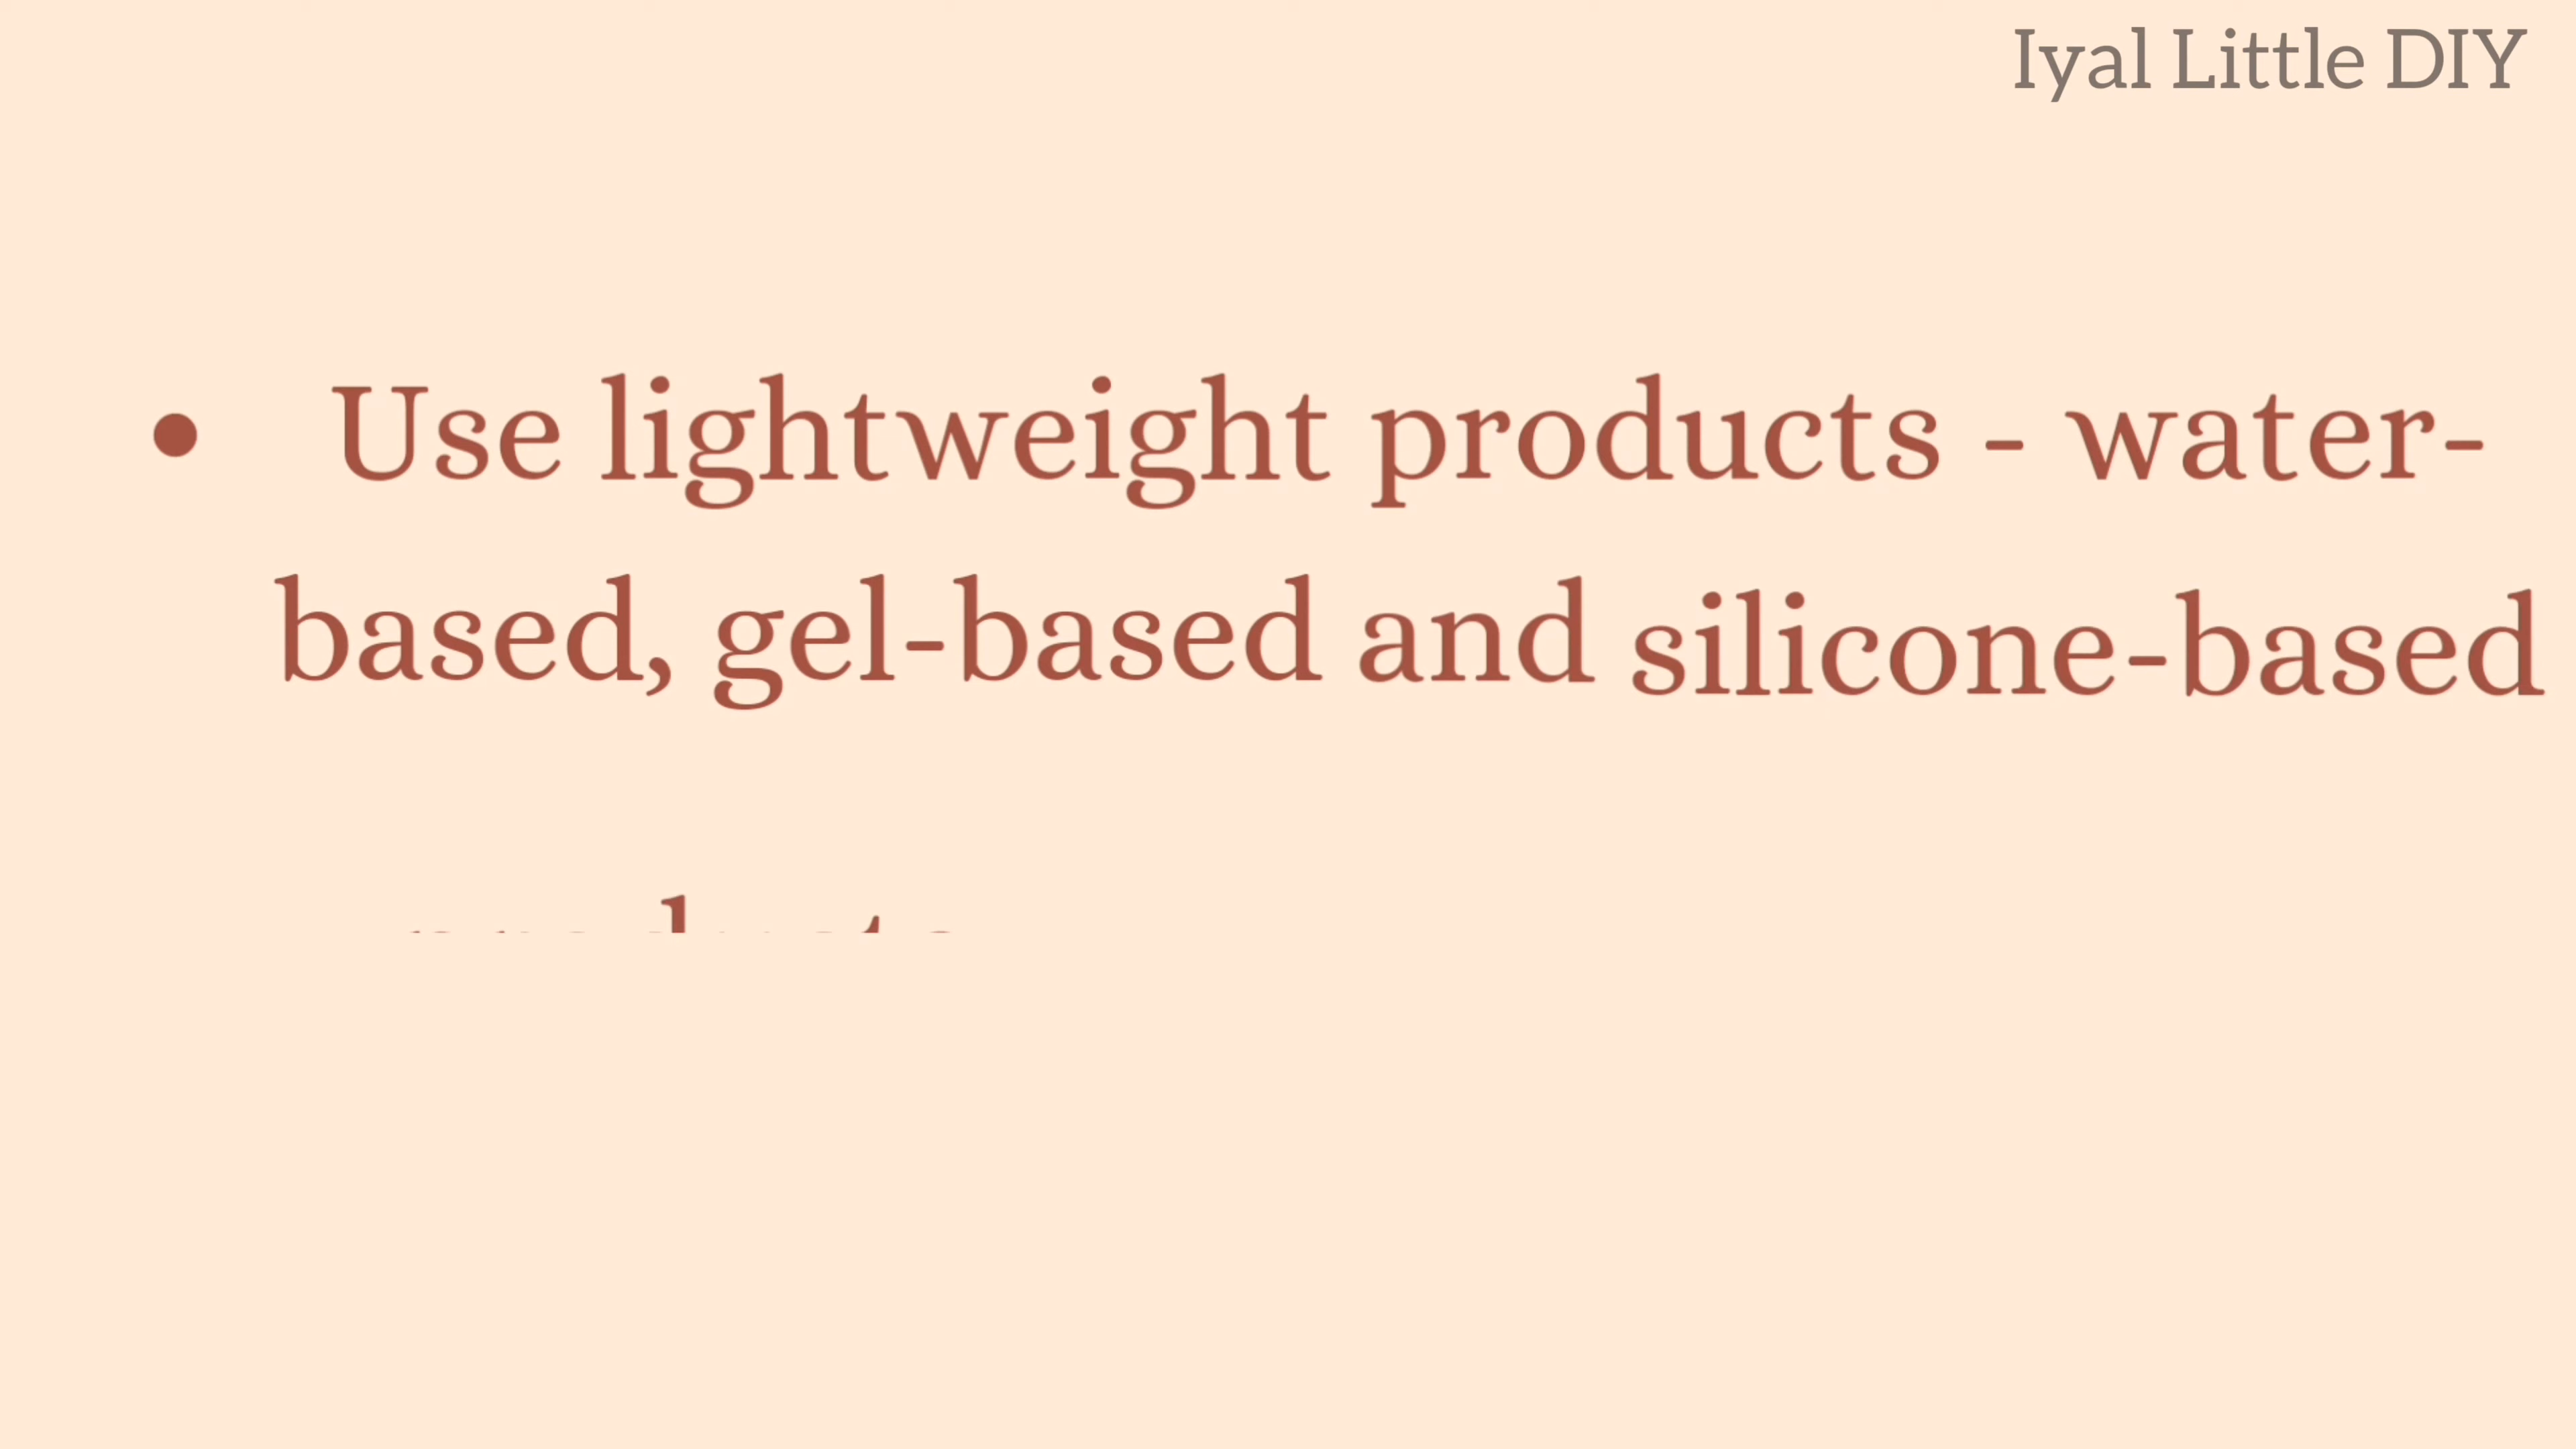 Iyal Little DIY
• Use lightweight products - water-
based, gel-based and silicone-based